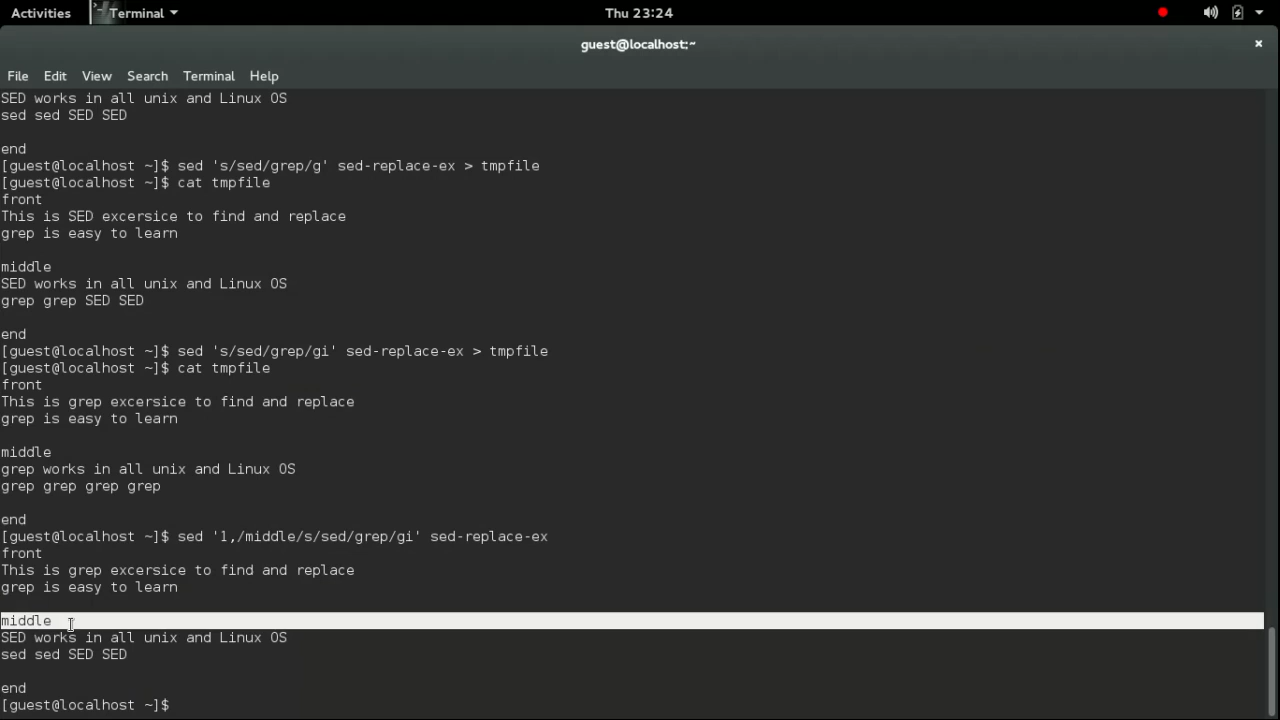 Activities Terminal Thu 23:24
guest@localhost:~ ×
File Edit View Search Terminal Help
SED works in all unix and Linux OS
sed sed SED SED
end
[guest@localhost ~]$ sed 's/sed/grep/g' sed-replace-ex > tmpfile
[guest@localhost ~]$ cat tmpfile
front
This is SED excersice to find and replace
grep is easy to learn
middle
SED works in all unix and Linux OS
grep grep SED SED
end
[guest@localhost ~]$ sed 's/sed/grep/gi' sed-replace-ex > tmpfile
[guest@localhost ~]$ cat tmpfile
front
This is grep excersice to find and replace
grep is easy to learn
middle
grep works in all unix and Linux OS
grep grep grep grep
end
[guest@localhost ~]$ sed '1,/middle/s/sed/grep/gi' sed-replace-ex
front
This is grep excersice to find and replace
grep is easy to learn
middle
SED works in all unix and Linux OS
sed sed SED SED
end
[guest@localhost ~]$